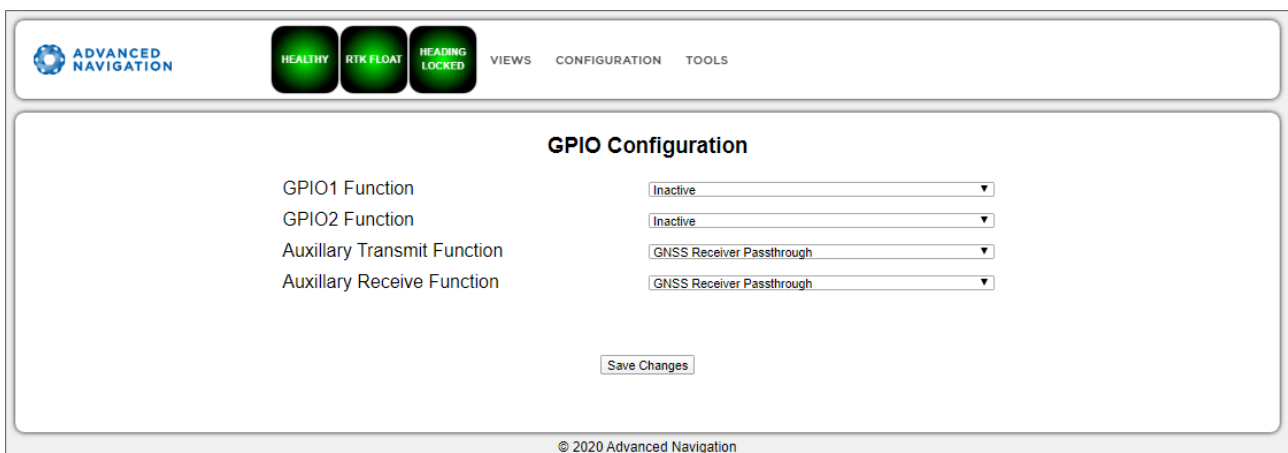 ADVANCED
NAVIGATION
HEALTHY
RTK FLOAT
HEADING
LOCKED
VIEWS CONFIGURATION TOOLS
GPIO Configuration
GPIO1 Function Inactive
GPIO2 Function Inactive
Auxillary Transmit Function GNSS Receiver Passthrough
Auxillary Receive Function GNSS Receiver Passthrough
Save Changes
© 2020 Advanced Navigation